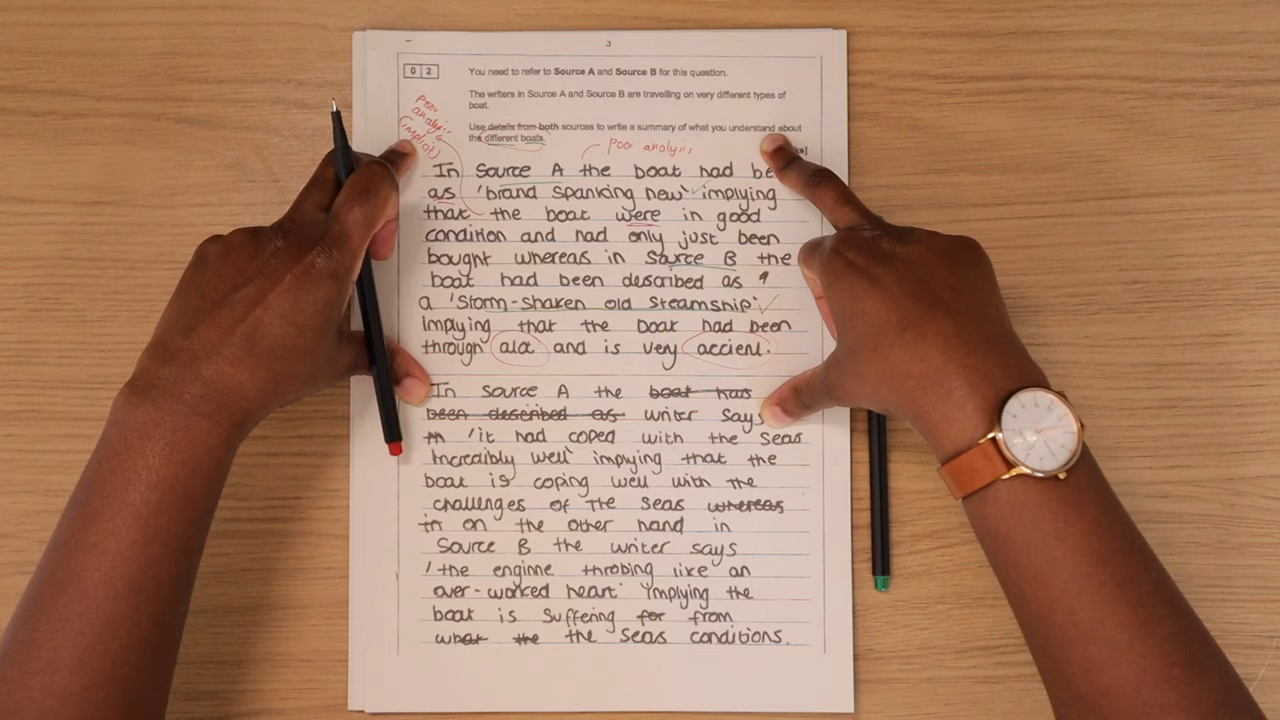 3
0 2
You need to refer to Source A and Source B for this question.
The writers in Source A and Source B are travelling on very different types of
boat.
Use details from both sources to write a summary of what you understand about
the different boats.
poor
analysis
(implicit)
poor analysis
In Source A the boat had be
as 'brand spanking new' implying
that the boat were in good
condition and had only just been
bought whereas in Source B the
boat had been described as
a 'Storm-shaken old Steamship'
Implying that the boat had been
through alot and is very accient.
In Source A the boat has
been described as writer says
in 'it had coped with the seas
Incredibly well' implying that the
boat is coping well with the
challenges of the seas whereas
in on the other hand in
Source B the writer says
'the enginne throbing like an
over-worked heart' implying the
boat is Suffering for from
what the the seas conditions.